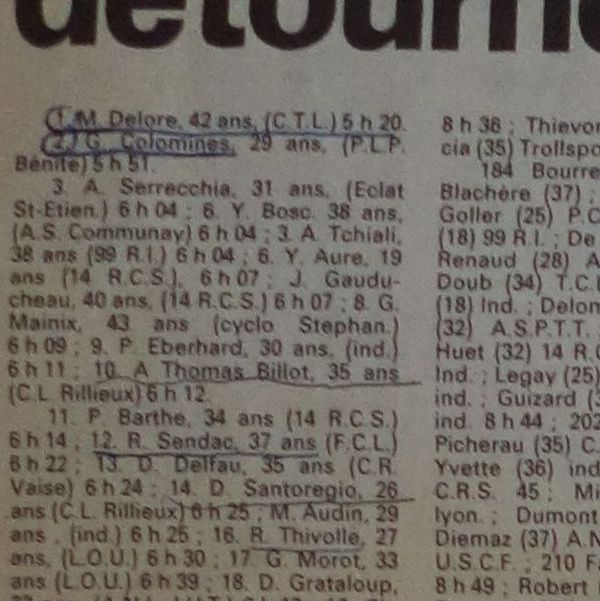 détourne
1. M. Delore, 42 ans, (C.T.L.) 5 h 20.
2. G. Colomines, 29 ans, (P.L.P.
Bénite) 5 h 51.
3. A. Serrecchia, 31 ans, (Eclat
St-Etien.) 6 h 04 ; 6. Y. Bosc. 38 ans,
(A.S. Communay) 6 h 04 ; 3. A. Tchiali,
38 ans (99 R.I.) 6 h 04 ; 6. Y. Aure, 19
ans (14 R.C.S.), 6 h 07 ; J. Gaudu-
cheau, 40 ans, (14 R.C.S.) 6 h 07 ; 8. G.
Mainix, 43 ans (cyclo Stephan.)
6 h 09 ; 9. P. Eberhard, 30 ans, (ind.)
6 h 11 ; 10. A Thomas Billot, 35 ans
(C.L. Rillieux) 6 h 12.
11. P. Barthe, 34 ans (14 R.C.S.)
6 h 14 ; 12. R. Sendac, 37 ans (F.C.L.)
6 h 22 ; 13. D. Delfau, 35 ans (C.R.
Vaise) 6 h 24 ; 14. D. Santoregio, 26
ans (C.L. Rillieux) 6 h 25 ; M. Audin, 29
ans, (ind.) 6 h 25 ; 16. R. Thivolle, 27
ans, (L.O.U.) 6 h 30 ; 17. G. Morot, 33
ans (L.O.U.) 6 h 39 ; 18. D. Grataloup,
8 h 36 ; Thievon
cia (35) Trollspo
184 Bourre
Blachère (37) ;
Goller (25) P.C
(18) 99 R.I. ; De
Renaud (28) A
Doub (34) T.C.L
(18) Ind. ; Delom
(32) A.S.P.T.T.
Huet (32) 14 R.C
Ind. ; Legay (25)
ind. ; Guizard (3
ind. 8 h 44 ; 202
Picherau (35) C.
Yvette (36) ind
C.R.S. 45 ; Mi
lyon. ; Dumont
Diemaz (37) A.N
U.S.C.F. ; 210 F
8 h 49 ; Robert (